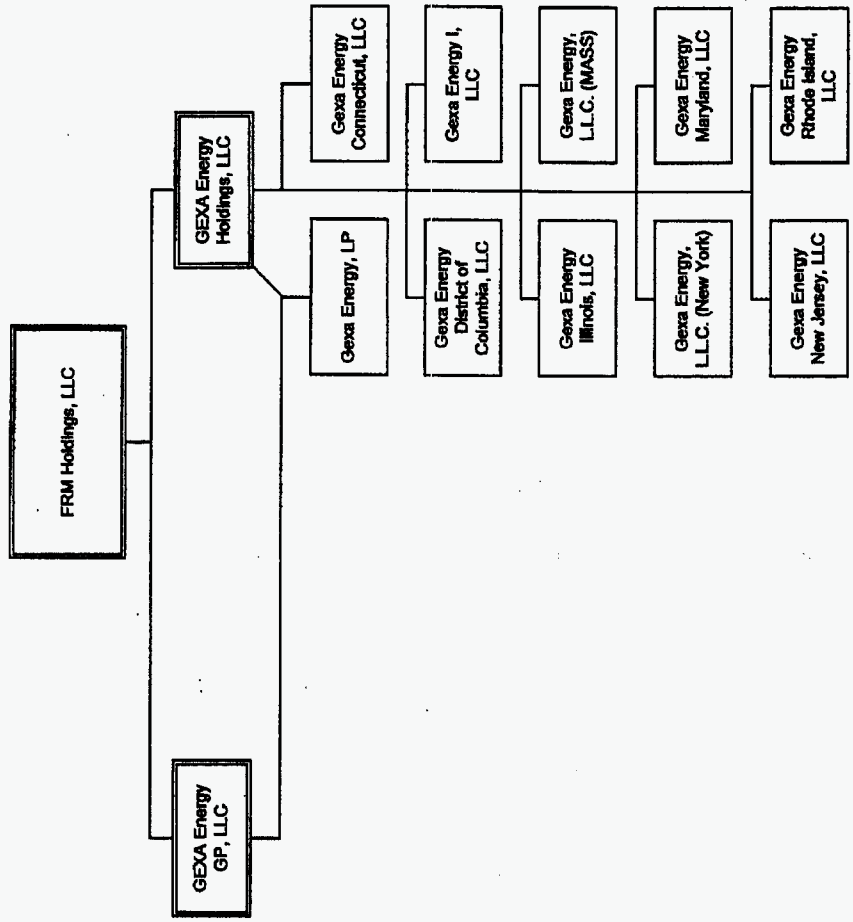 FRM Holdings, LLC
GEXA Energy
GP, LLC
GEXA Energy
Holdings, LLC
Gexa Energy, LP
Gexa Energy
Connecticut, LLC
Gexa Energy
District of
Columbia, LLC
Gexa Energy I,
LLC
Gexa Energy
Illinois, LLC
Gexa Energy,
L.L.C. (MASS)
Gexa Energy,
L.L.C. (New York)
Gexa Energy
Maryland, LLC
Gexa Energy
New Jersey, LLC
Gexa Energy
Rhode Island,
LLC